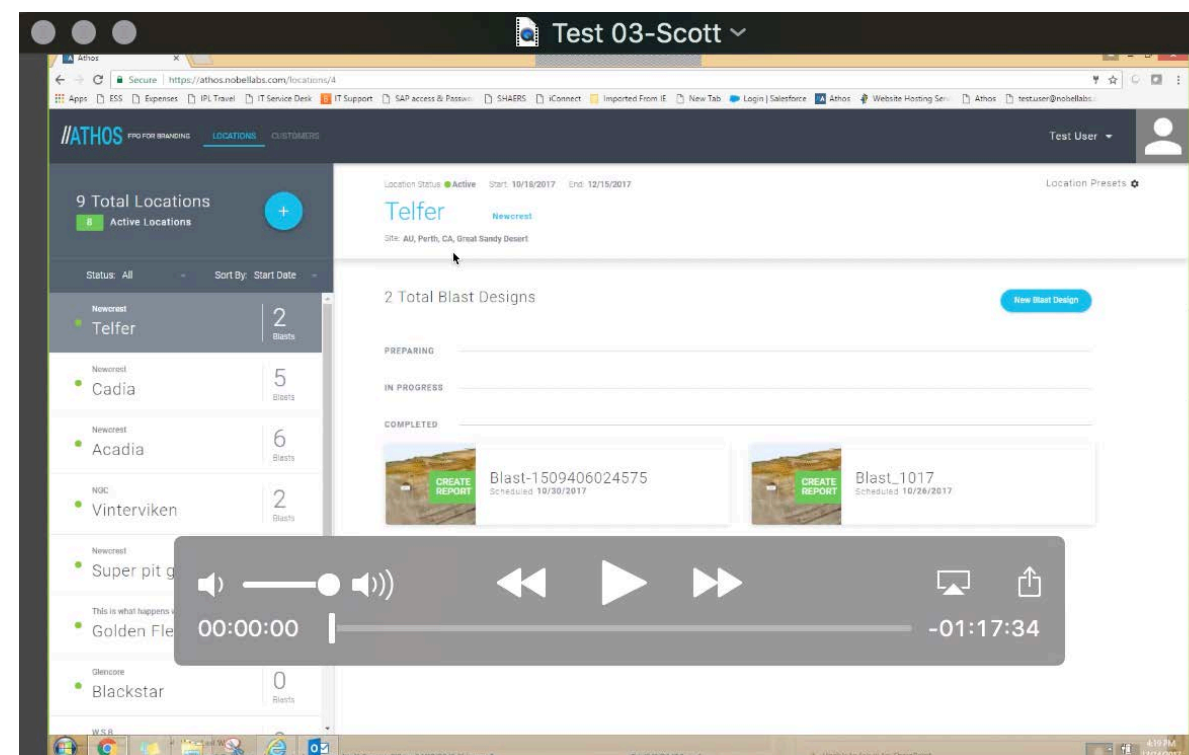 Test 03-Scott
Athos
Secure https://athos.nobellabs.com/locations/4
Apps ESS Expenses IPL Travel IT Service Desk IT Support SAP access & SHAERS iConnect Imported From IE New Tab Login | Salesforce Athos Website Hosting Athos testuser@nobellabs
//ATHOS FPO FOR BRANDING LOCATIONS CUSTOMERS Test User
9 Total Locations
8 Active Locations
Status: All Sort By: Start Date
Newcrest
Telfer 2
Blasts
Newcrest
Cadia 5
Blasts
Newcrest
Acadia 6
Blasts
NGC
Vinterviken 2
Blasts
Newcrest
Super pit g
This is what happens
Golden Fle
Glencore
Blackstar 0
Blasts
W.S.B
Location Status Active Start: 10/18/2017 End: 12/15/2017 Location Presets
Telfer Newcrest
Site: AU, Perth, CA, Great Sandy Desert
2 Total Blast Designs New Blast Design
PREPARING
IN PROGRESS
COMPLETED
CREATE REPORT Blast-1509406024575
Scheduled 10/30/2017
CREATE REPORT Blast_1017
Scheduled 10/26/2017
00:00:00 -01:17:34